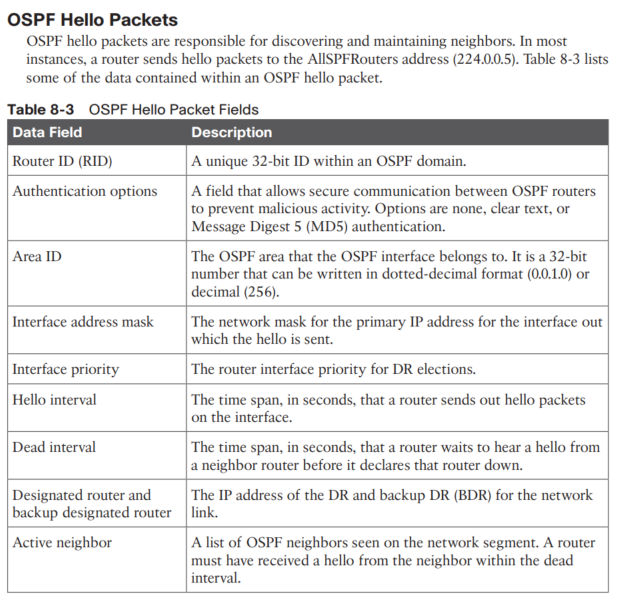 OSPF Hello Packets
OSPF hello packets are responsible for discovering and maintaining neighbors. In most
instances, a router sends hello packets to the AllSPFRouters address (224.0.0.5). Table 8-3 lists
some of the data contained within an OSPF hello packet.
Table 8-3 OSPF Hello Packet Fields
Data Field Description
Router ID (RID) A unique 32-bit ID within an OSPF domain.
Authentication options A field that allows secure communication between OSPF routers
to prevent malicious activity. Options are none, clear text, or
Message Digest 5 (MD5) authentication.
Area ID The OSPF area that the OSPF interface belongs to. It is a 32-bit
number that can be written in dotted-decimal format (0.0.1.0) or
decimal (256).
Interface address mask The network mask for the primary IP address for the interface out
which the hello is sent.
Interface priority The router interface priority for DR elections.
Hello interval The time span, in seconds, that a router sends out hello packets
on the interface.
Dead interval The time span, in seconds, that a router waits to hear a hello from
a neighbor router before it declares that router down.
Designated router and The IP address of the DR and backup DR (BDR) for the network
backup designated router link.
Active neighbor A list of OSPF neighbors seen on the network segment. A router
must have received a hello from the neighbor within the dead
interval.